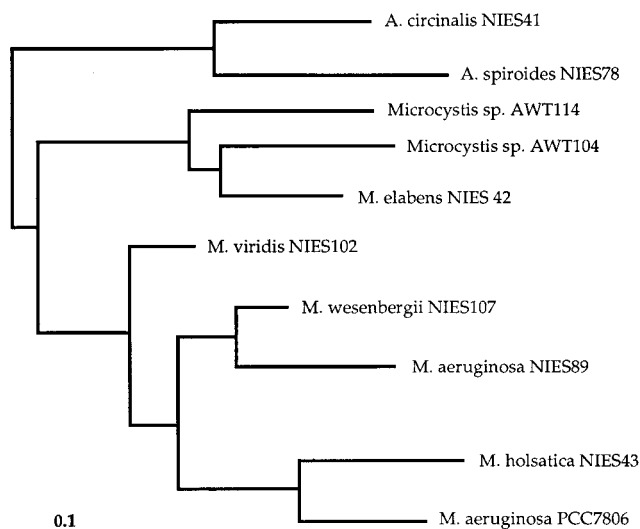 A. circinalis NIES41
A. spiroides NIES78
Microcystis sp. AWT114
Microcystis sp. AWT104
M. elabens NIES 42
M. viridis NIES102
M. wesenbergii NIES107
M. aeruginosa NIES89
M. holsatica NIES43
M. aeruginosa PCC7806
0.1